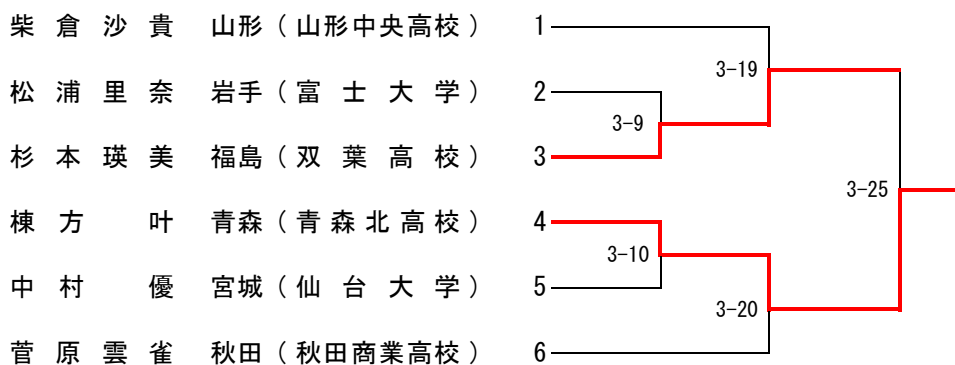 柴倉沙貴 山形（山形中央高校） 1
3-19
松浦里奈 岩手（富士大学） 2
3-9
杉本瑛美 福島（双葉高校） 3
3-25
棟方叶 青森（青森北高校） 4
3-10
中村優 宮城（仙台大学） 5
3-20
菅原雲雀 秋田（秋田商業高校） 6